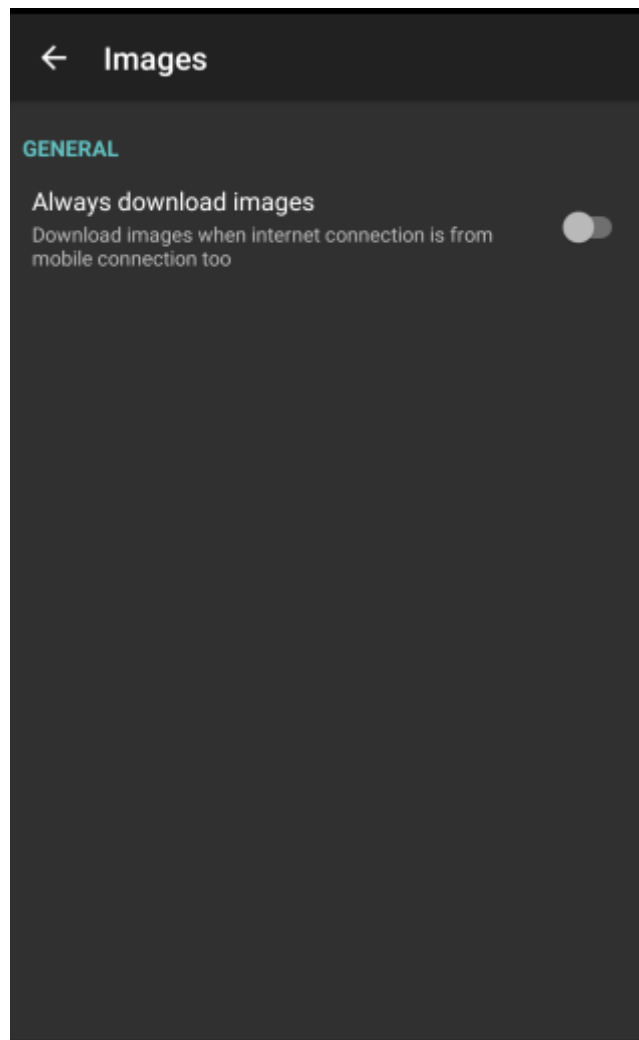 Images
GENERAL
Always download images
Download images when internet connection is from
mobile connection too